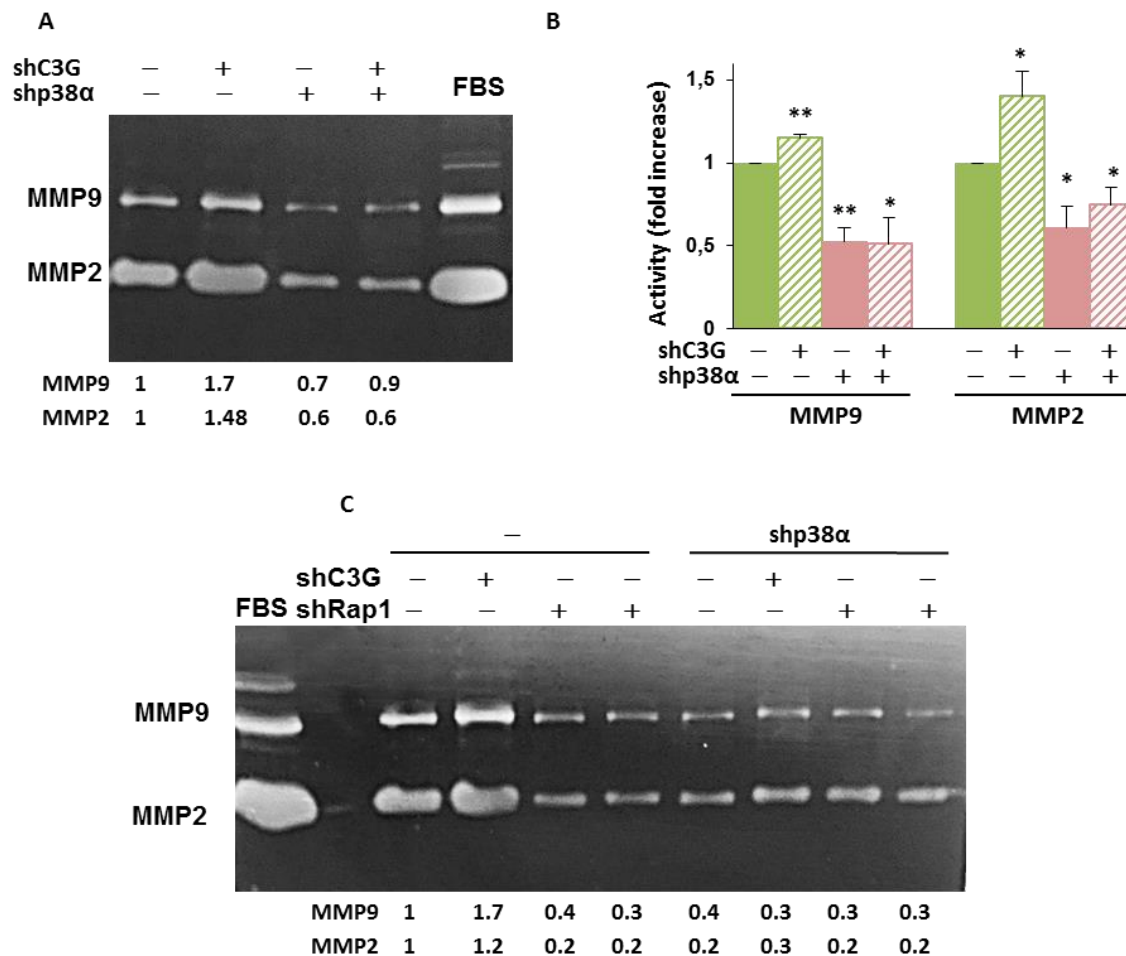 A
shC3G − + − +
shp38α − − + +
FBS
MMP9
MMP2
MMP9 1 1.7 0.7 0.9
MMP2 1 1.48 0.6 0.6
B
Activity (fold increase)
1,5
1
0,5
0
** * ** * * *
shC3G − + − + − + − +
shp38α − − + + − − + +
MMP9 MMP2
C
− shp38α
shC3G − + − − − + − −
FBS shRap1 − − + + − − + +
MMP9
MMP2
MMP9 1 1.7 0.4 0.3 0.4 0.3 0.3 0.3
MMP2 1 1.2 0.2 0.2 0.2 0.3 0.2 0.2